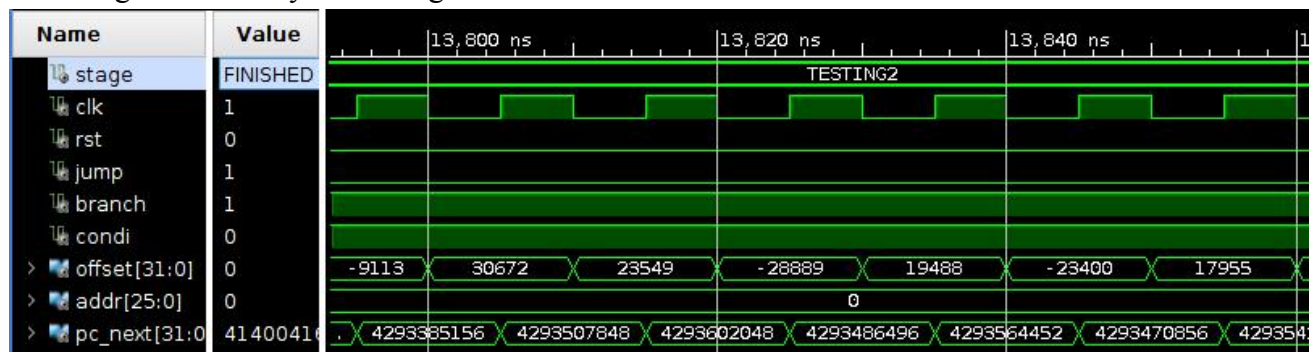 Name Value 13,800 ns 13,820 ns 13,840 ns
stage FINISHED TESTING2
clk 1
rst 0
jump 1
branch 1
condi 0
offset[31:0] 0 -9113 30672 23549 -28889 19488 -23400 17955
addr[25:0] 0 0
pc_next[31:0 4140041 4293385156 4293507848 4293602048 4293486496 4293564452 4293470856 429354